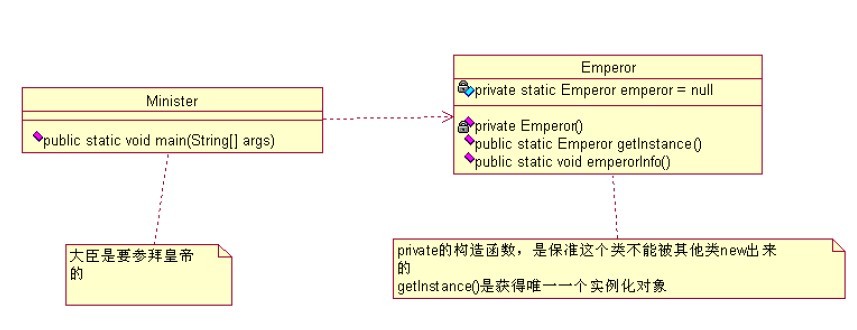 Minister
public static void main(String[] args)
Emperor
private static Emperor emperor = null
private Emperor()
public static Emperor getInstance()
public static void emperorInfo()
大臣是要参拜皇帝
的
private的构造函数，是保准这个类不能被其他类new出来
的
getInstance()是获得唯一一个实例化对象